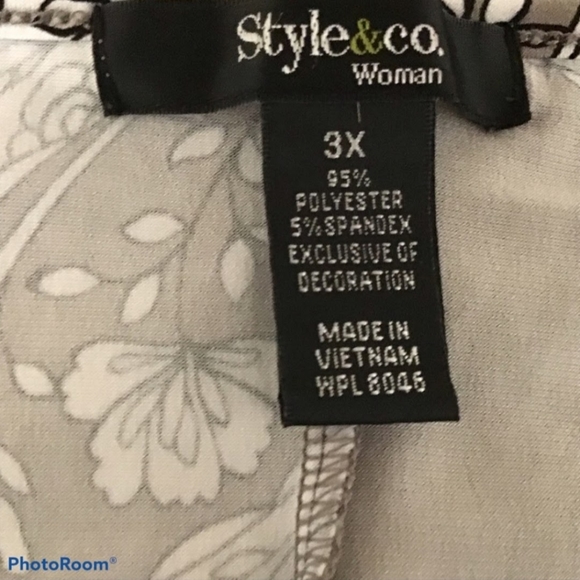 Style&co.
Woman
3X
95%
POLYESTER
5% SPANDEX
EXCLUSIVE OF
DECORATION
MADE IN
VIETNAM
WPL 8046
PhotoRoom®